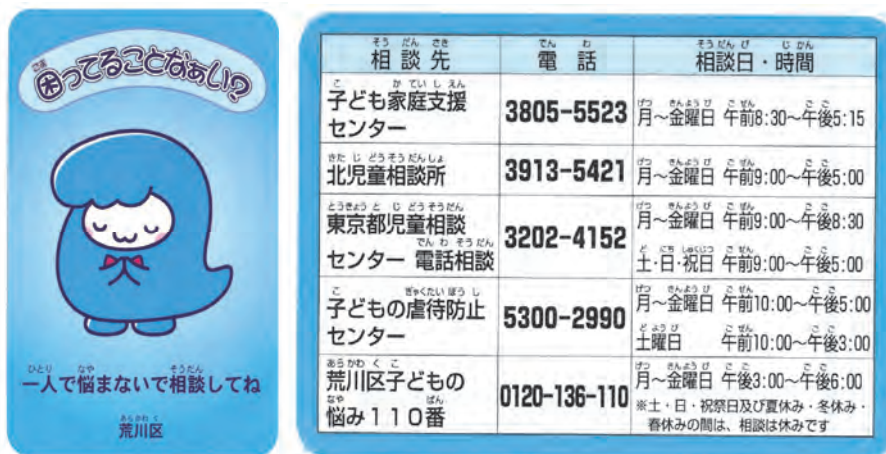 困ってることなぁい?
一人で悩まないで相談してね
荒川区
相談先 電話 相談日・時間
子ども家庭支援
センター 3805-5523 月～金曜日 午前8:30～午後5:15
北児童相談所 3913-5421 月～金曜日 午前9:00～午後5:00
東京都児童相談
センター 電話相談 3202-4152 月～金曜日 午前9:00～午後8:30
土・日・祝日 午前9:00～午後5:00
子どもの虐待防止
センター 5300-2990 月～金曜日 午前10:00～午後5:00
土曜日 午前10:00～午後3:00
荒川区子どもの
悩み110番 0120-136-110 月～金曜日 午後3:00～午後6:00
※土・日・祝祭日及び夏休み・冬休み・
春休みの間は、相談は休みです